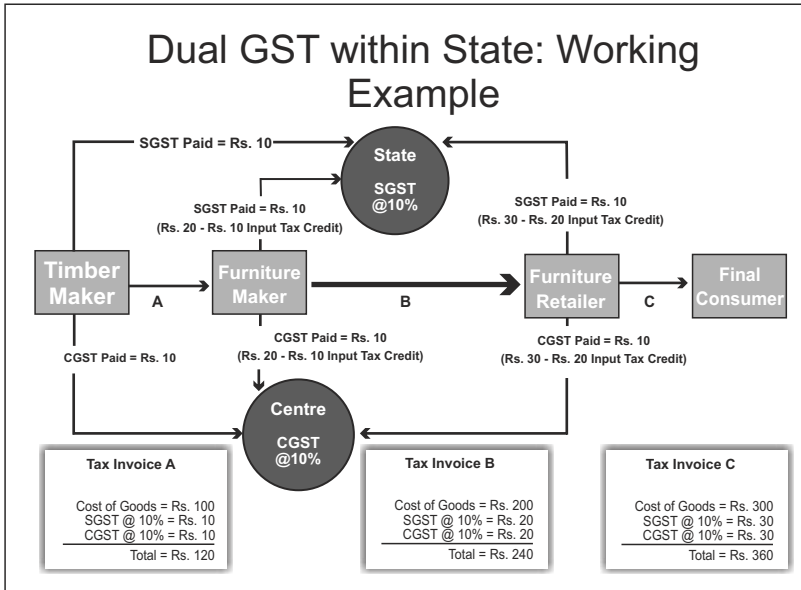 Dual GST within State: Working
Example
SGST Paid = Rs. 10
State
SGST
@10%
SGST Paid = Rs. 10
(Rs. 20 - Rs. 10 Input Tax Credit)
SGST Paid = Rs. 10
(Rs. 30 - Rs. 20 Input Tax Credit)
Timber
Maker
A
Furniture
Maker
B
Furniture
Retailer
C
Final
Consumer
CGST Paid = Rs. 10
CGST Paid = Rs. 10
(Rs. 20 - Rs. 10 Input Tax Credit)
CGST Paid = Rs. 10
(Rs. 30 - Rs. 20 Input Tax Credit)
Centre
CGST
@10%
Tax Invoice A
Cost of Goods = Rs. 100
SGST @ 10% = Rs. 10
CGST @ 10% = Rs. 10
Total = Rs. 120
Tax Invoice B
Cost of Goods = Rs. 200
SGST @ 10% = Rs. 20
CGST @ 10% = Rs. 20
Total = Rs. 240
Tax Invoice C
Cost of Goods = Rs. 300
SGST @ 10% = Rs. 30
CGST @ 10% = Rs. 30
Total = Rs. 360